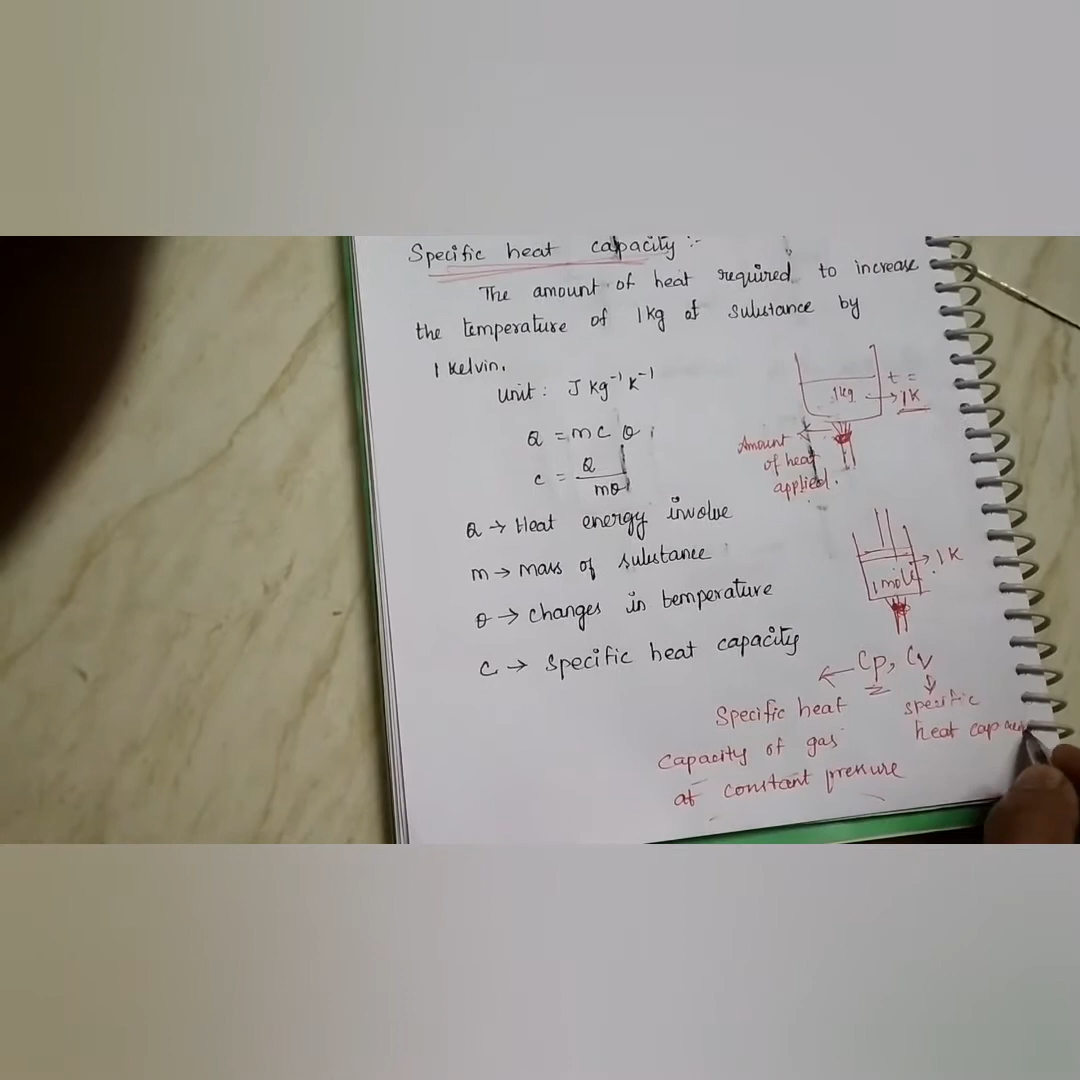 Specific heat capacity :-
The amount of heat required to increase
the temperature of 1kg of substance by
1 kelvin.
Unit : J kg⁻¹ K⁻¹
Q = mc θ
c = Q / mθ
Q → Heat energy involve
m → mass of substance
θ → changes in temperature
C → specific heat capacity
1kg → 1K
t =
Amount
of heat
applied.
1 mole → 1K
← Cp, Cv
Specific heat
capacity of gas
at constant pressure
specific
heat